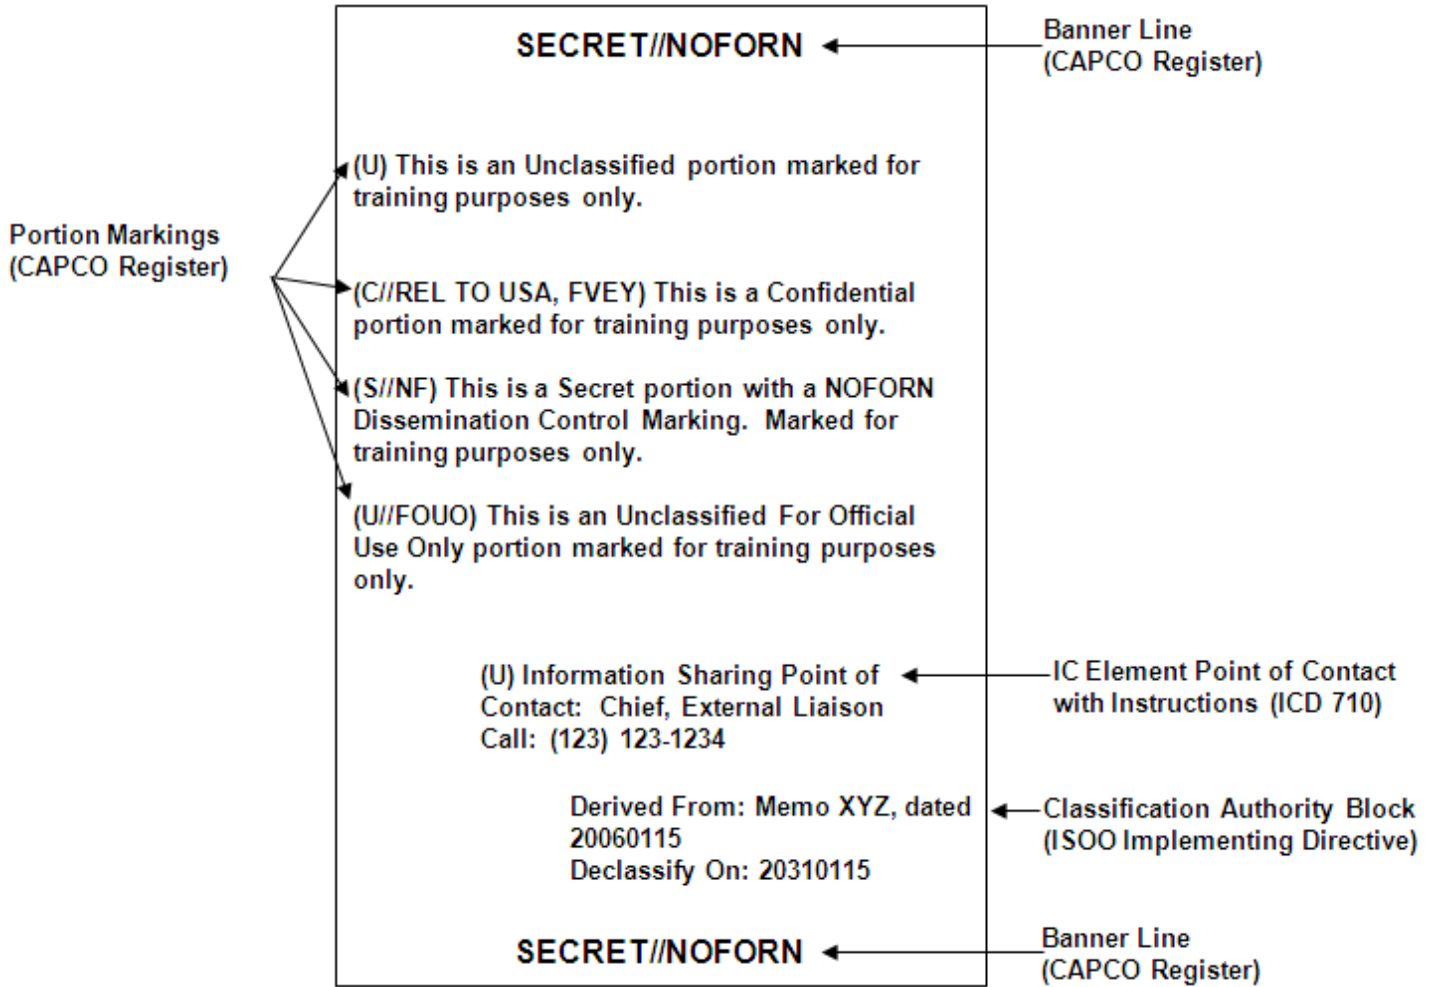 SECRET//NOFORN
Banner Line
(CAPCO Register)
(U) This is an Unclassified portion marked for
training purposes only.
Portion Markings
(CAPCO Register)
(C//REL TO USA, FVEY) This is a Confidential
portion marked for training purposes only.
(S//NF) This is a Secret portion with a NOFORN
Dissemination Control Marking. Marked for
training purposes only.
(U//FOUO) This is an Unclassified For Official
Use Only portion marked for training purposes
only.
(U) Information Sharing Point of
Contact: Chief, External Liaison
Call: (123) 123-1234
IC Element Point of Contact
with Instructions (ICD 710)
Derived From: Memo XYZ, dated
20060115
Declassify On: 20310115
Classification Authority Block
(ISOO Implementing Directive)
SECRET//NOFORN
Banner Line
(CAPCO Register)